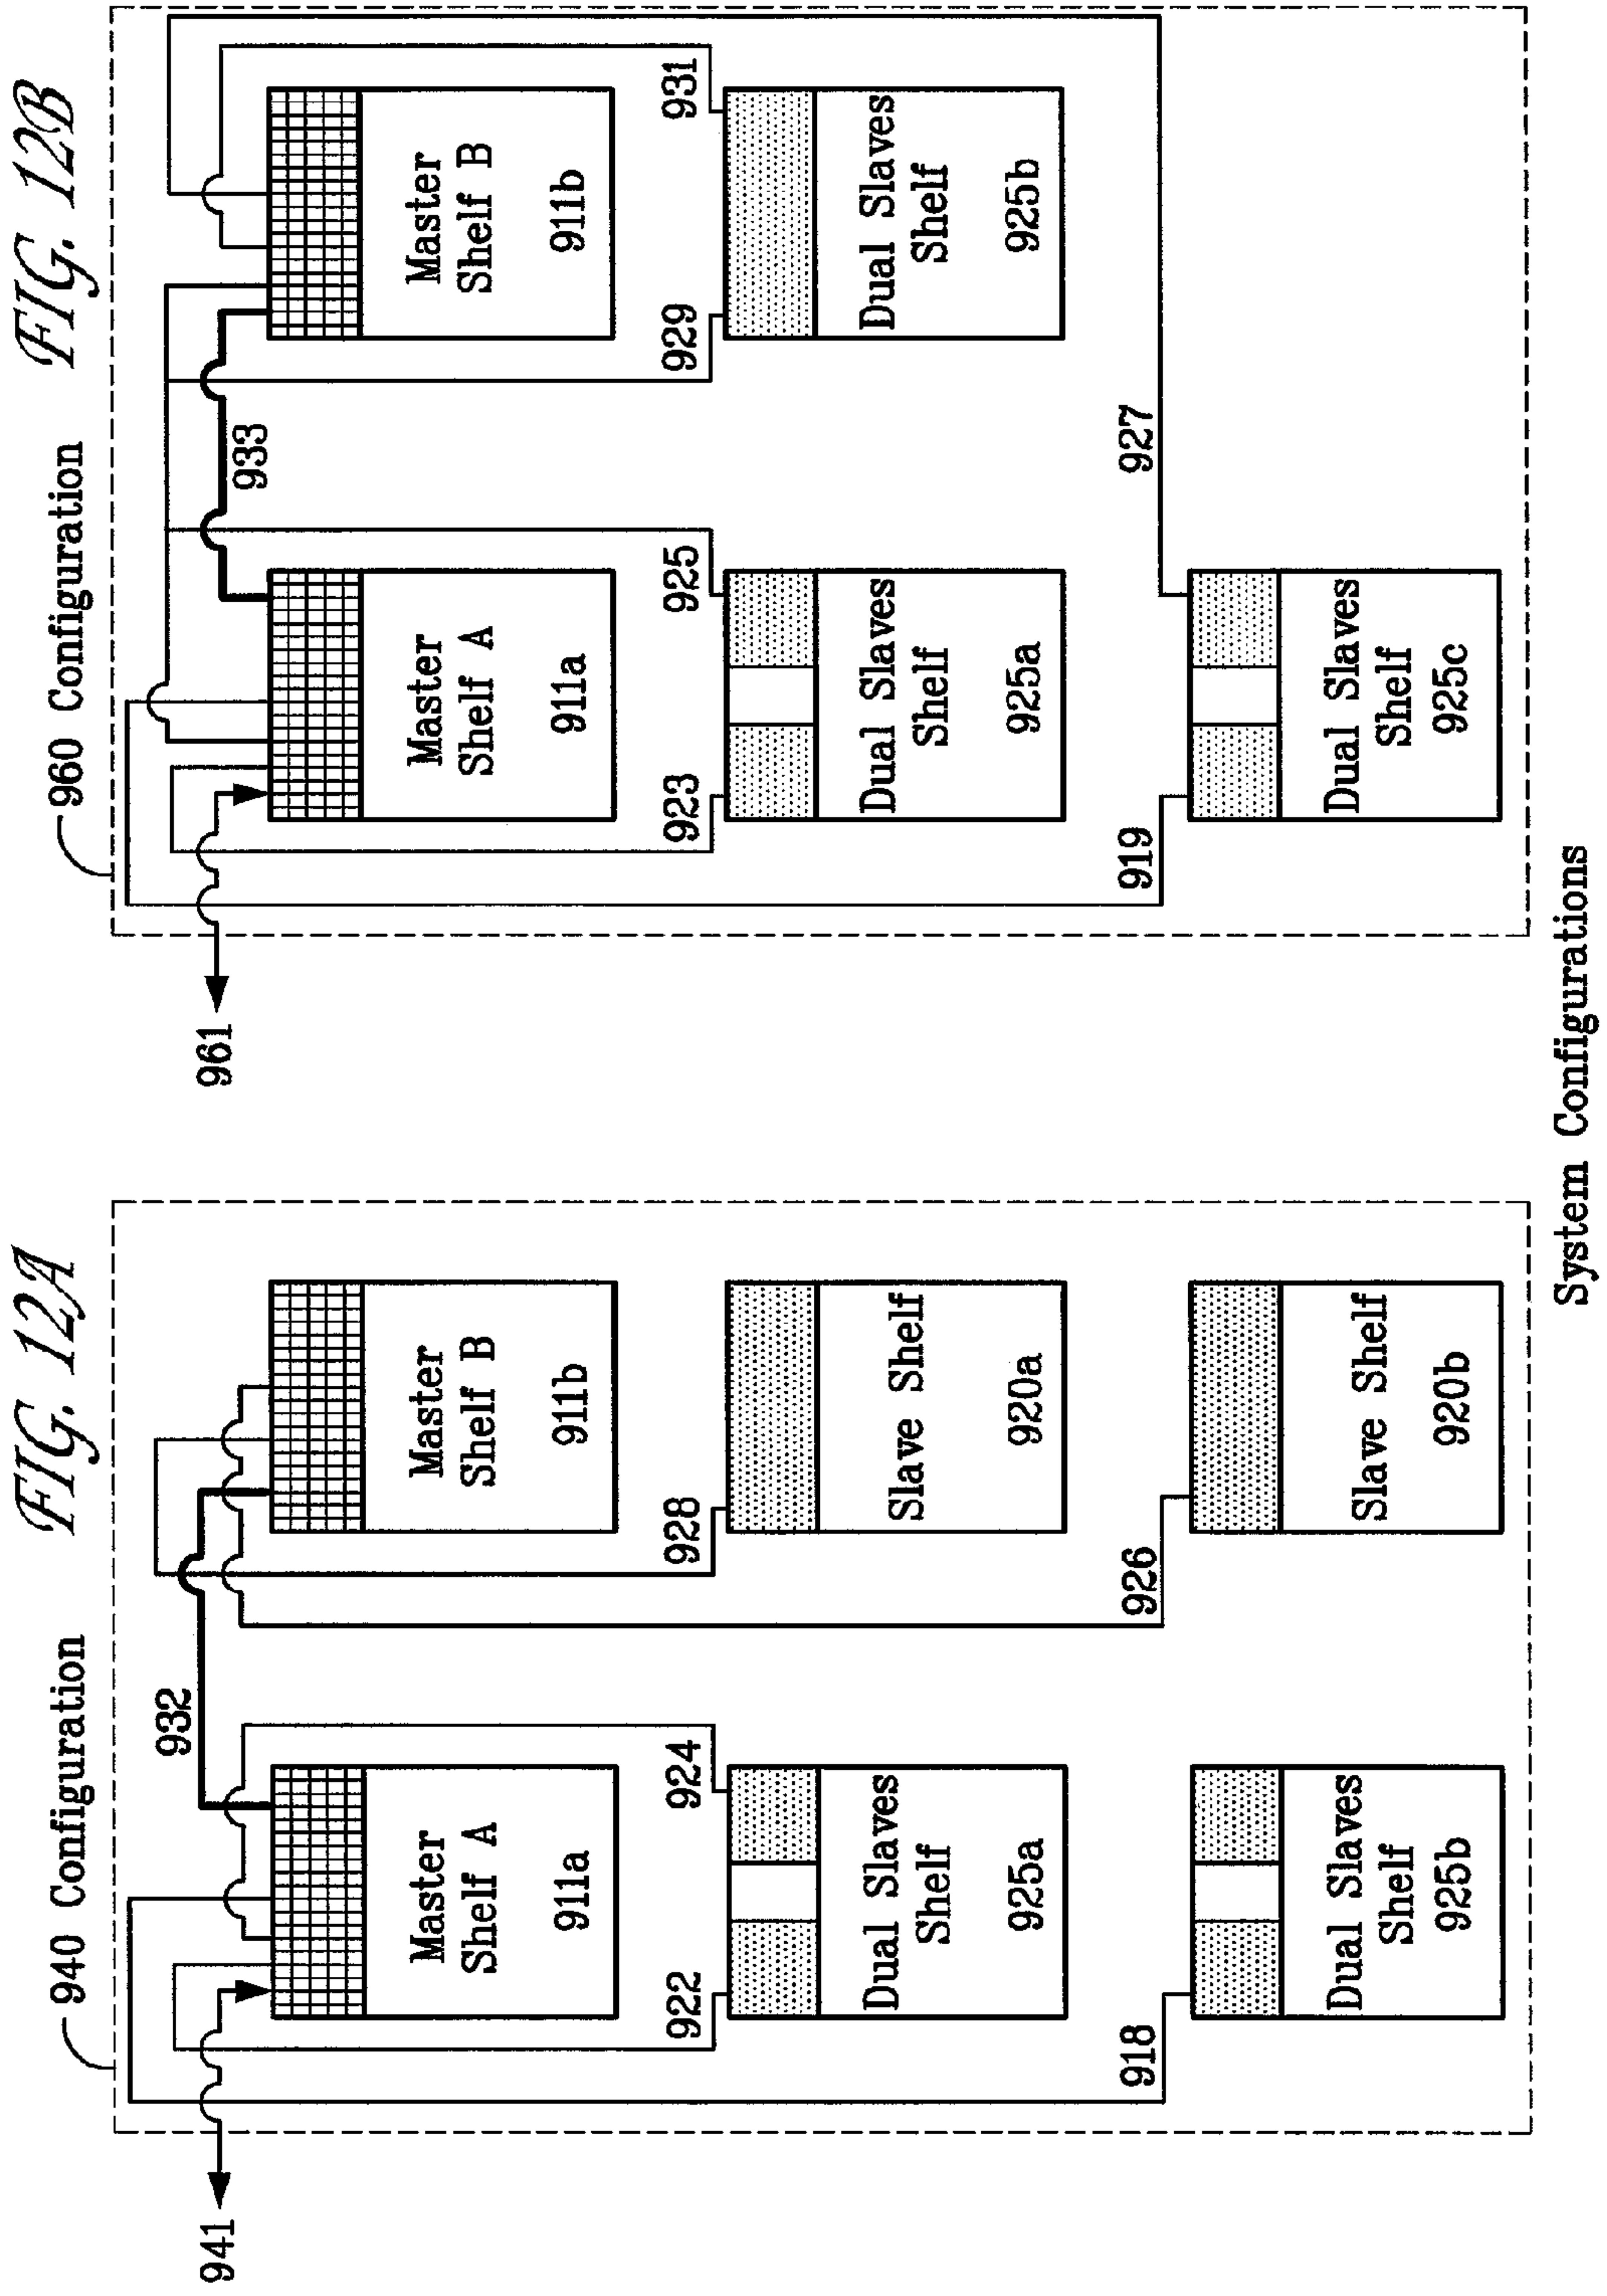 FIG. 12A
940 Configuration
941
932
Master
Shelf A
911a
Master
Shelf B
911b
922
924
928
Dual Slaves
Shelf
925a
Slave Shelf
920a
918
926
Dual Slaves
Shelf
925b
Slave Shelf
920b
FIG. 12B
960 Configuration
961
933
Master
Shelf A
911a
Master
Shelf B
911b
923
925
929
931
Dual Slaves
Shelf
925a
Dual Slaves
Shelf
925b
919
927
Dual Slaves
Shelf
925c
System Configurations